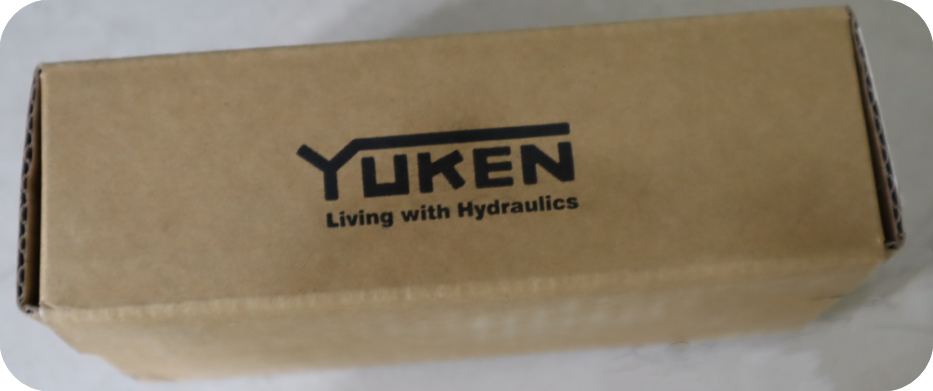 YUKEN
Living with Hydraulics